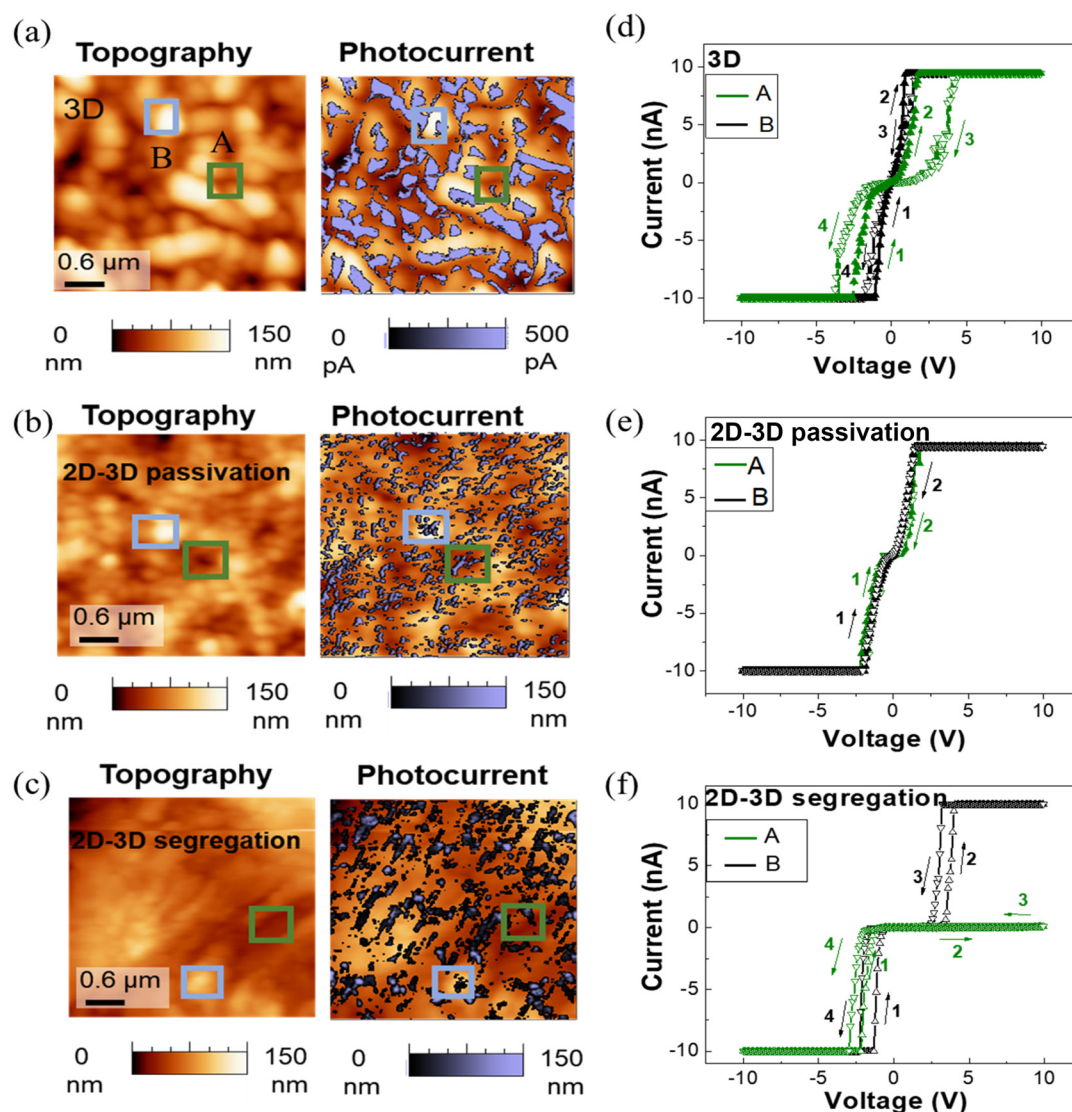 (a)
Topography
Photocurrent
3D
A
B
0.6 µm
0
nm
150
nm
0
pA
500
pA
(b)
Topography
Photocurrent
2D-3D passivation
0.6 µm
0
nm
150
nm
0
nm
150
nm
(c)
Topography
Photocurrent
2D-3D segregation
0.6 µm
0
nm
150
nm
0
nm
150
nm
(d)
3D
A
B
Current (nA)
10
5
0
-5
-10
2
3
2
3
4
4
1
1
-10
-5
0
5
10
Voltage (V)
(e)
2D-3D passivation
A
B
Current (nA)
10
5
0
-5
-10
2
2
1
1
-10
-5
0
5
10
Voltage (V)
(f)
2D-3D segregation
A
B
Current (nA)
10
5
0
-5
-10
3
2
3
2
4
1
4
1
-10
-5
0
5
10
Voltage (V)